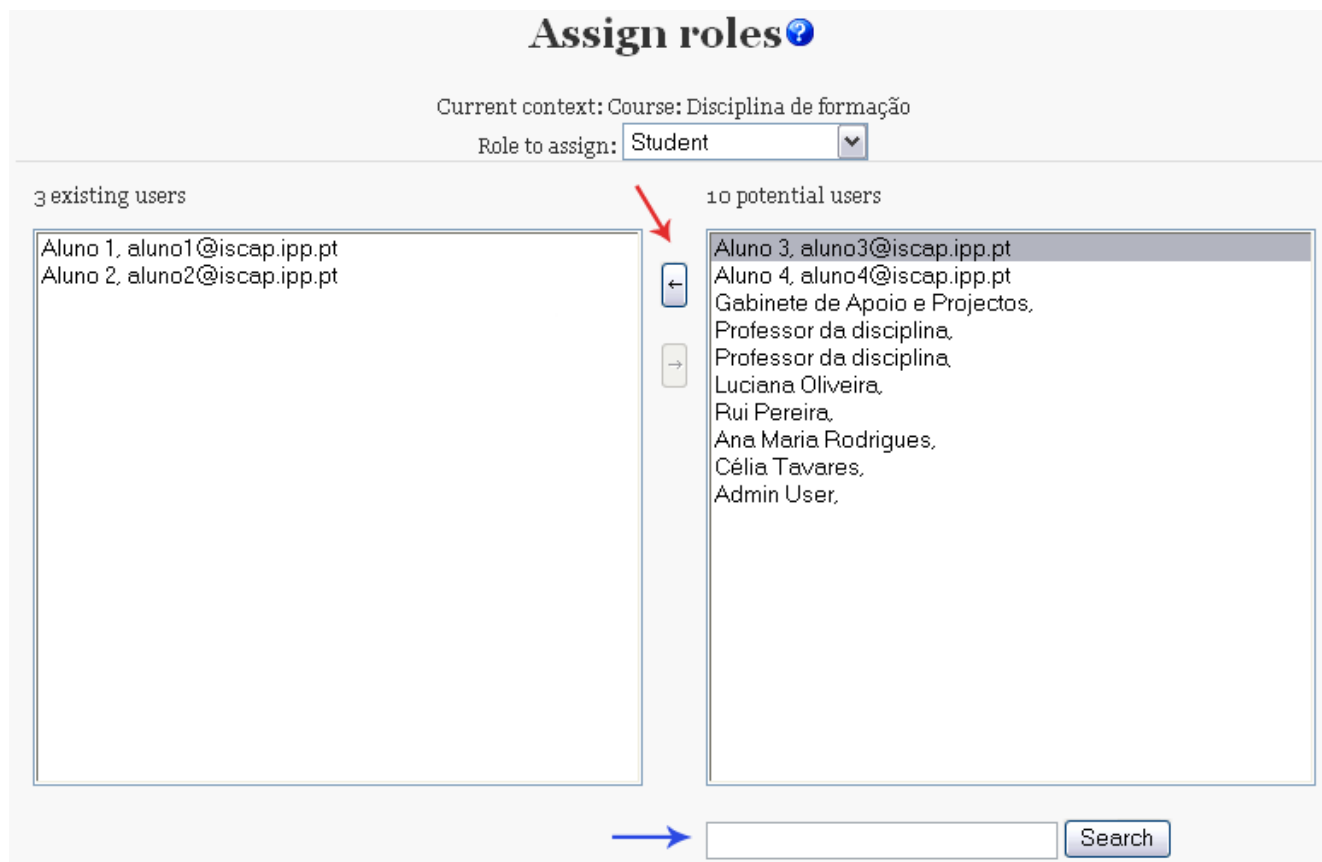 Assign roles?
Current context: Course: Disciplina de formação
Role to assign: Student
3 existing users
10 potential users
Aluno 1, aluno1@iscap.ipp.pt
Aluno 2, aluno2@iscap.ipp.pt
←
→
Aluno 3, aluno3@iscap.ipp.pt
Aluno 4, aluno4@iscap.ipp.pt
Gabinete de Apoio e Projectos,
Professor da disciplina,
Professor da disciplina,
Luciana Oliveira,
Rui Pereira,
Ana Maria Rodrigues,
Célia Tavares,
Admin User,
Search